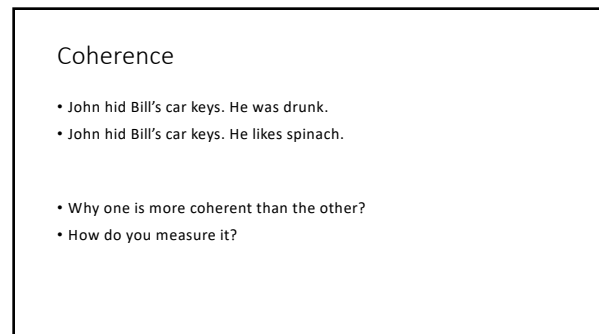 Coherence
• John hid Bill’s car keys. He was drunk.
• John hid Bill’s car keys. He likes spinach.
• Why one is more coherent than the other?
• How do you measure it?